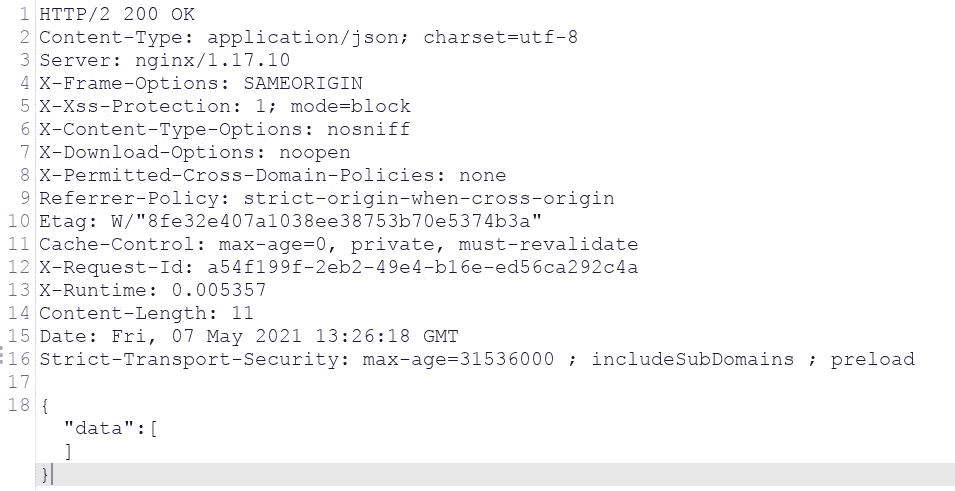 1 HTTP/2 200 OK
2 Content-Type: application/json; charset=utf-8
3 Server: nginx/1.17.10
4 X-Frame-Options: SAMEORIGIN
5 X-Xss-Protection: 1; mode=block
6 X-Content-Type-Options: nosniff
7 X-Download-Options: noopen
8 X-Permitted-Cross-Domain-Policies: none
9 Referrer-Policy: strict-origin-when-cross-origin
10 Etag: W/"8fe32e407a1038ee38753b70e5374b3a"
11 Cache-Control: max-age=0, private, must-revalidate
12 X-Request-Id: a54f199f-2eb2-49e4-b16e-ed56ca292c4a
13 X-Runtime: 0.005357
14 Content-Length: 11
15 Date: Fri, 07 May 2021 13:26:18 GMT
16 Strict-Transport-Security: max-age=31536000 ; includeSubDomains ; preload
17
18 {
"data":[
]
}